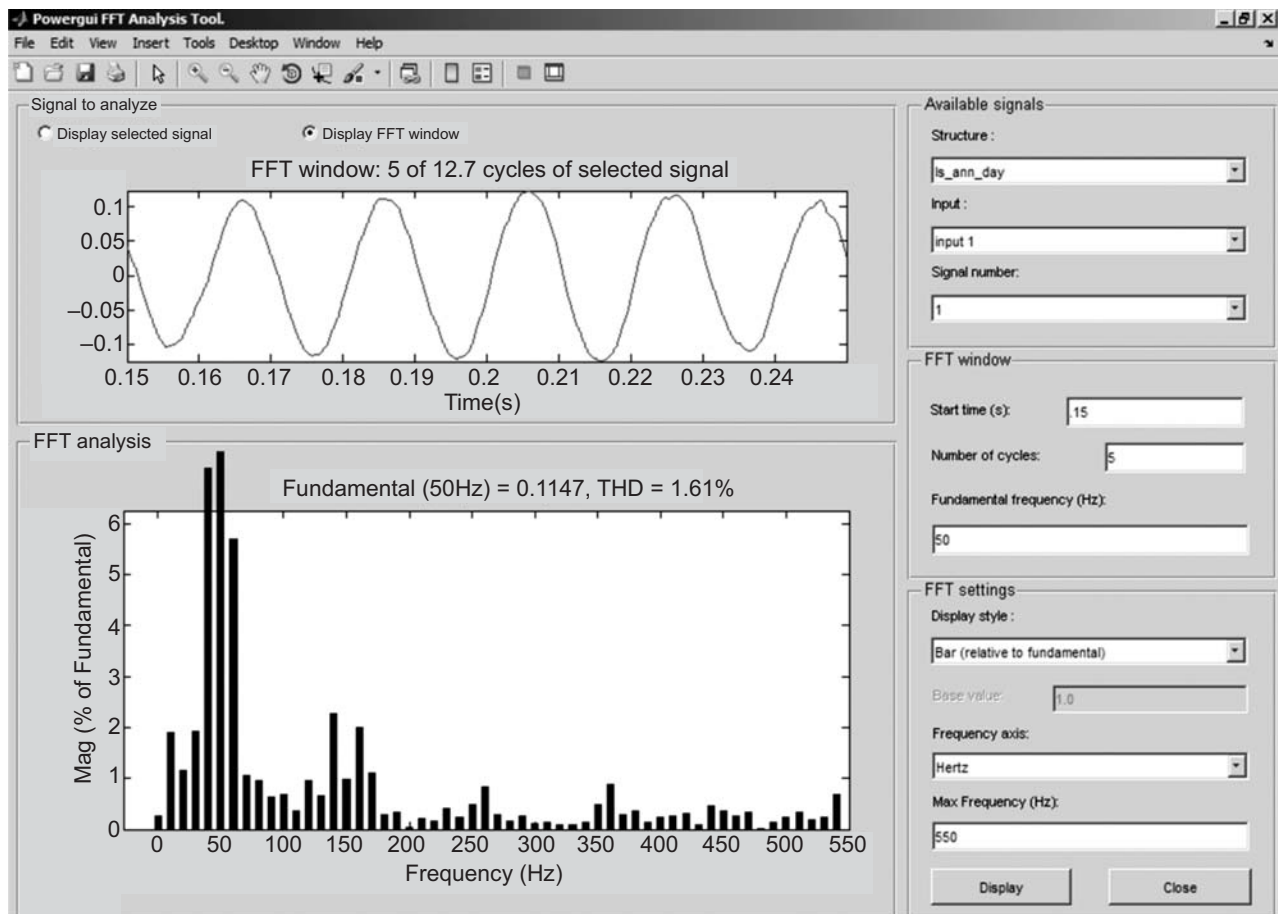 Powergui FFT Analysis Tool.
File Edit View Insert Tools Desktop Window Help
Signal to analyze
Display selected signal
Display FFT window
FFT window: 5 of 12.7 cycles of selected signal
0.1
0.05
0
–0.05
–0.1
0.15 0.16 0.17 0.18 0.19 0.2 0.21 0.22 0.23 0.24
Time(s)
FFT analysis
Fundamental (50Hz) = 0.1147, THD = 1.61%
Mag (% of Fundamental)
6
5
4
3
2
1
0
0 50 100 150 200 250 300 350 400 450 500 550
Frequency (Hz)
Available signals
Structure :
Is_ann_day
Input :
input 1
Signal number:
1
FFT window
Start time (s): .15
Number of cycles: 5
Fundamental frequency (Hz):
50
FFT settings
Display style :
Bar (relative to fundamental)
Base value: 1.0
Frequency axis:
Hertz
Max Frequency (Hz):
550
Display Close